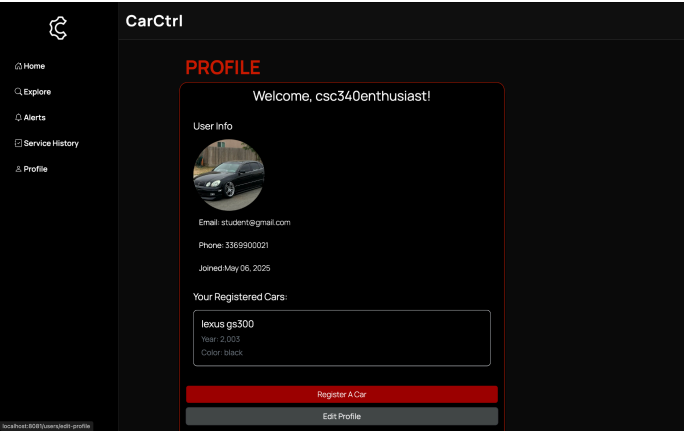 CarCtrl
Home
Explore
Alerts
Service History
Profile
PROFILE
Welcome, csc340enthusiast!
User Info
Email: student@gmail.com
Phone: 3369900021
Joined:May 06, 2025
Your Registered Cars:
lexus gs300
Year: 2,003
Color: black
Register A Car
Edit Profile
localhost:8081/users/edit-profile